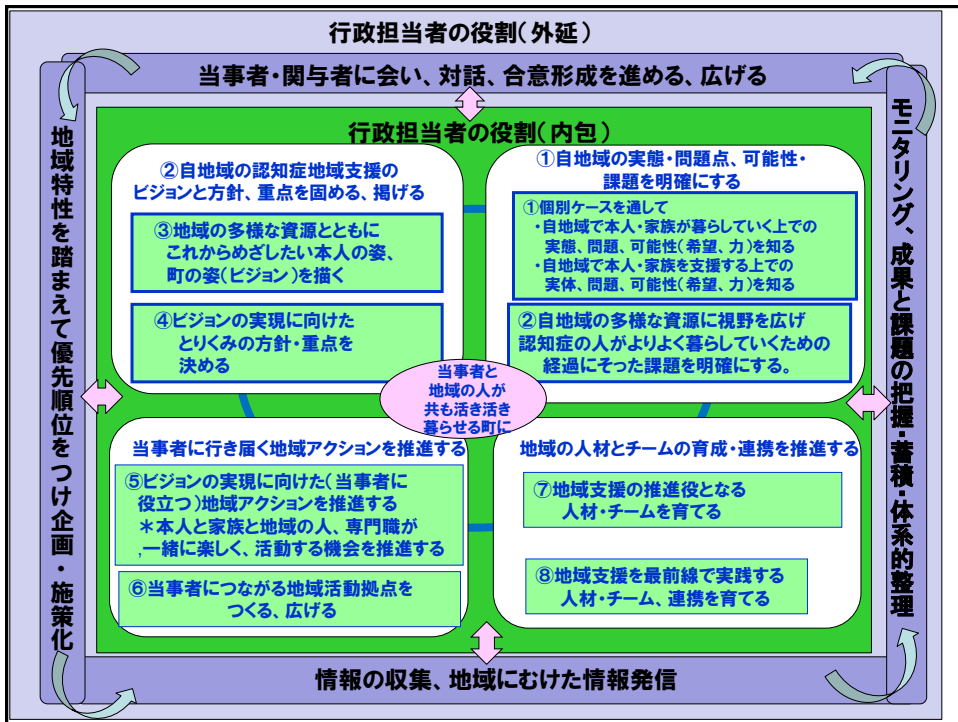 行政担当者の役割(外延)
当事者・関与者に会い、対話、合意形成を進める、広げる
地域特性を踏まえて優先順位をつけ企画・施策化
モニタリング、成果と課題の把握・蓄積・体系的整理
行政担当者の役割(内包)
②自地域の認知症地域支援の
ビジョンと方針、重点を固める、掲げる
③地域の多様な資源とともに
これからめざしたい本人の姿、
町の姿(ビジョン)を描く
④ビジョンの実現に向けた
とりくみの方針・重点を
決める
①自地域の実態・問題点、可能性・
課題を明確にする
①個別ケースを通して
・自地域で本人・家族が暮らしていく上での
実態、問題、可能性(希望、力)を知る
・自地域で本人・家族を支援する上での
実体、問題、可能性(希望、力)を知る
②自地域の多様な資源に視野を広げ
認知症の人がよりよく暮らしていくための
経過にそった課題を明確にする。
当事者と
地域の人が
共も活き活き
暮らせる町に
当事者に行き届く地域アクションを推進する
⑤ビジョンの実現に向けた(当事者に
役立つ)地域アクションを推進する
＊本人と家族と地域の人、専門職が
,一緒に楽しく、活動する機会を推進する
⑥当事者につながる地域活動拠点を
つくる、広げる
地域の人材とチームの育成・連携を推進する
⑦地域支援の推進役となる
人材・チームを育てる
⑧地域支援を最前線で実践する
人材・チーム、連携を育てる
情報の収集、地域にむけた情報発信